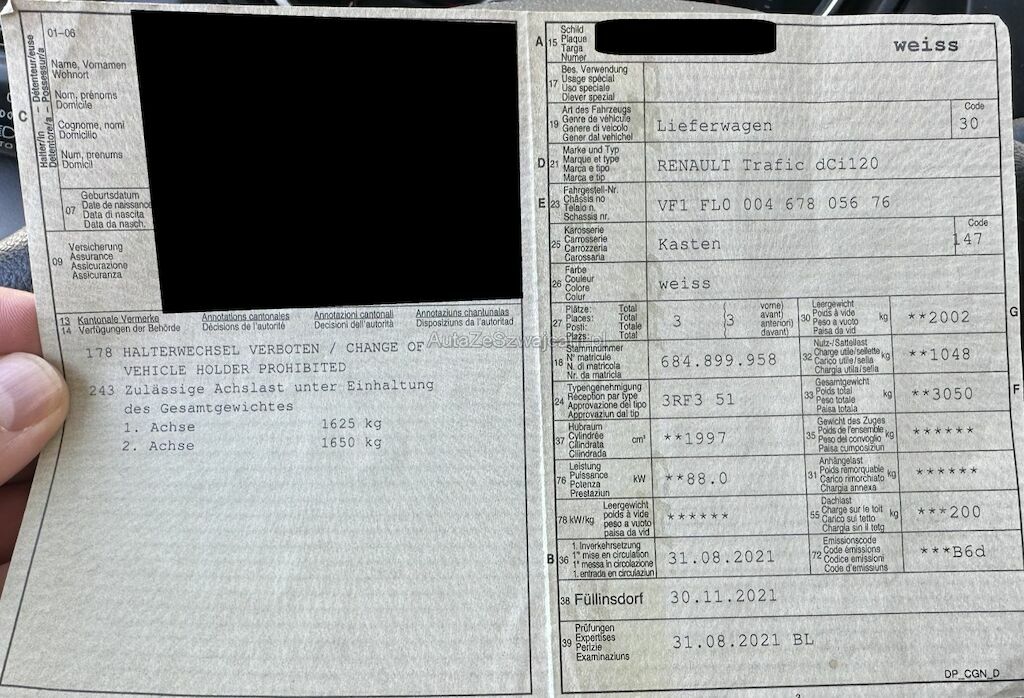 01-06
Halter/in – Détenteur/euse
Detentore/a – Possessur/a
C
Name, Vornamen
Wohnort
Nom, prénoms
Domicile
Cognome, nomi
Domicilio
Num, prenums
Domicil
07
Geburtsdatum
Date de naissance
Data di nascita
Data da nasch.
09
Versicherung
Assurance
Assicurazione
Assicuranza
13 Kantonale Vermerke Annotations cantonales Annotazioni cantonali Annotaziuns chantunalas
14 Verfügungen der Behörde Décisions de l'autorité Decisioni dell'autorità Disposiziuns da l'autoritad
178 HALTERWECHSEL VERBOTEN / CHANGE OF
VEHICLE HOLDER PROHIBITED
243 Zulässige Achslast unter Einhaltung
des Gesamtgewichtes
1. Achse 1625 kg
2. Achse 1650 kg
A 15
Schild
Plaque
Targa
Numer
weiss
17
Bes. Verwendung
Usage spécial
Uso speciale
Diever spezial
19
Art des Fahrzeugs
Genre de véhicule
Genere di veicolo
Gener dal vehichel
Lieferwagen
Code
30
D 21
Marke und Typ
Marque et type
Marca e tipo
Marca e tip
RENAULT Trafic dCi120
E 23
Fahrgestell-Nr.
Châssis no
Telaio n.
Schassis nr.
VF1 FL0 004 678 056 76
25
Karosserie
Carrosserie
Carrozzeria
Carossaria
Kasten
Code
147
26
Farbe
Couleur
Colore
Colur
weiss
27
Plätze: Total
Places: Total
Posti: Totale
Plazs: Total
3 (3
vorne)
avant)
anteriori)
davant)
30
Leergewicht
Poids à vide
Peso a vuoto
Paisa da vid
kg
**2002
G
18
Stammnummer
N° matricule
N. di matricola
Nr. da matricla
684.899.958
32
Nutz-/Sattellast
Charge utile/sellette
Carico utile/sella
Chargia utila/sella
kg
**1048
24
Typengenehmigung
Réception par type
Approvazione del tipo
Approvaziun dal tip
3RF3 51
33
Gesamtgewicht
Poids total
Peso totale
Paisa totala
kg
**3050
F
37
Hubraum
Cylindrée
Cilindrata
Cilindrada
cm³
**1997
35
Gewicht des Zuges
Poids de l'ensemble
Peso del convoglio
Paisa cumposiziun
kg
******
76
Leistung
Puissance
Potenza
Prestaziun
kW
**88.0
31
Anhängelast
Poids remorquable
Carico rimorchiato
Chargia annexa
kg
******
78 kW/kg
Leergewicht
poids à vide
peso a vuoto
paisa da vid
******
55
Dachlast
Charge sur le toit
Carico sul tetto
Chargia sin il tetg
kg
***200
B 36
1. Inverkehrsetzung
1re mise en circulation
1a messa in circolazione
1. entrada en circulaziun
31.08.2021
72
Emissionscode
Code émissions
Codice emissioni
Code d'emissiuns
***B6d
38 Füllinsdorf 30.11.2021
39
Prüfungen
Expertises
Perizie
Examinaziuns
31.08.2021 BL
DP_CGN_D